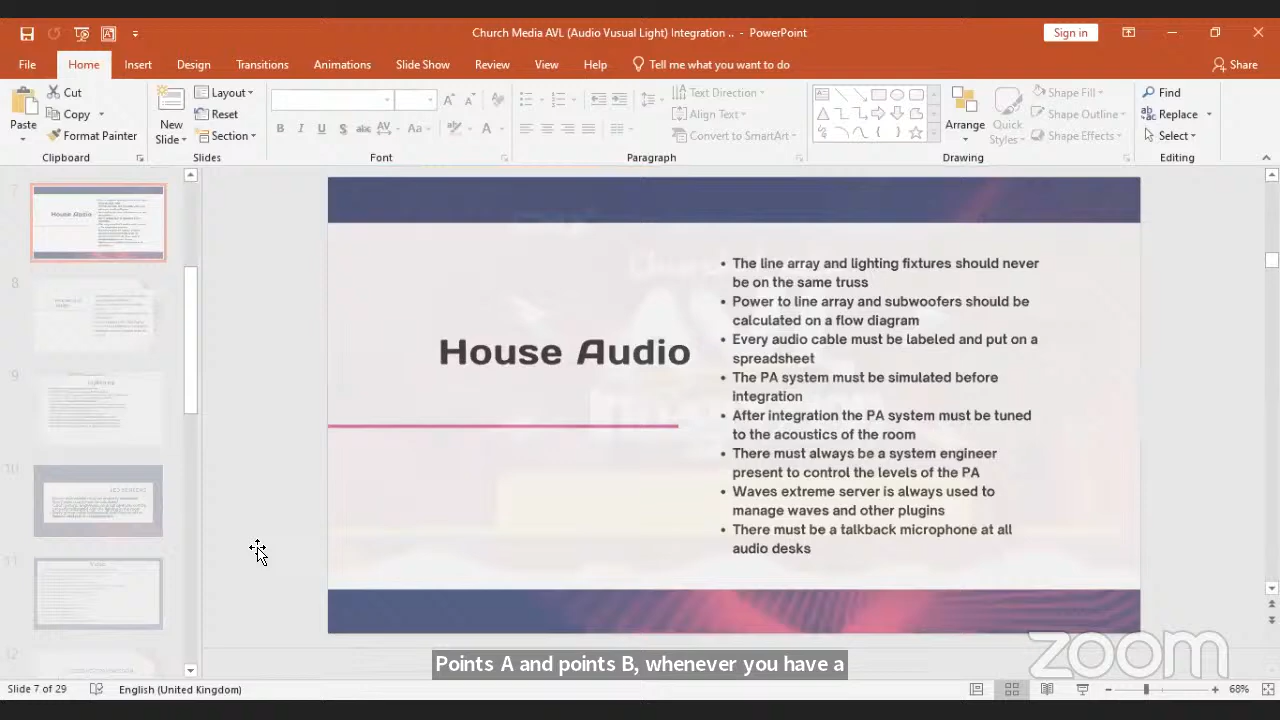 Church Media AVL (Audio Vusual Light) Integration .. - PowerPoint
Sign in
File Home Insert Design Transitions Animations Slide Show Review View Help Tell me what you want to do Share
Paste
Cut
Copy
Format Painter
Clipboard
New
Slide
Layout
Reset
Section
Slides
Font
Text Direction
Align Text
Convert to SmartArt
Paragraph
Arrange
Quick
Styles
Shape Fill
Shape Outline
Shape Effects
Drawing
Find
Replace
Select
Editing
7
House Audio
8
9
10
11
12
House Audio
• The line array and lighting fixtures should never
be on the same truss
• Power to line array and subwoofers should be
calculated on a flow diagram
• Every audio cable must be labeled and put on a
spreadsheet
• The PA system must be simulated before
integration
• After integration the PA system must be tuned
to the acoustics of the room
• There must always be a system engineer
present to control the levels of the PA
• Waves extreme server is always used to
manage waves and other plugins
• There must be a talkback microphone at all
audio desks
Points A and points B, whenever you have a
zoom
Slide 7 of 29 English (United Kingdom) 68%